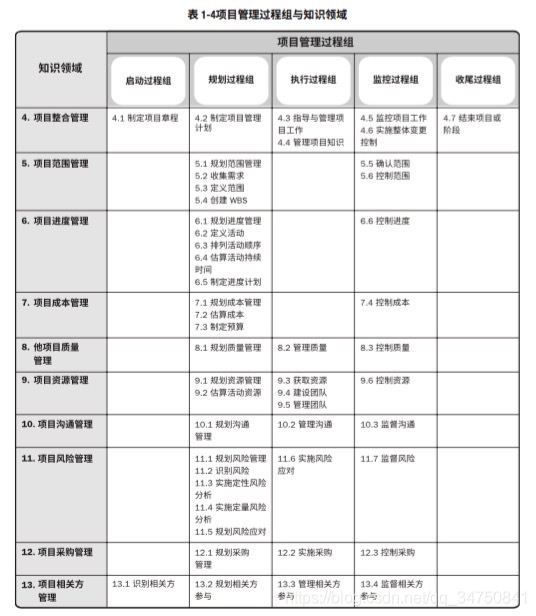 表 1-4项目管理过程组与知识领域
项目管理过程组
知识领域
启动过程组
规划过程组
执行过程组
监控过程组
收尾过程组
4. 项目整合管理
4.1 制定项目章程
4.2 制定项目管理
计划
4.3 指导与管理项
目工作
4.4 管理项目知识
4.5 监控项目工作
4.6 实施整体变更
控制
4.7 结束项目或
阶段
5. 项目范围管理
5.1 规划范围管理
5.2 收集需求
5.3 定义范围
5.4 创建 WBS
5.5 确认范围
5.6 控制范围
6. 项目进度管理
6.1 规划进度管理
6.2 定义活动
6.3 排列活动顺序
6.4 估算活动持续
时间
6.5 制定进度计划
6.6 控制进度
7. 项目成本管理
7.1 规划成本管理
7.2 估算成本
7.3 制定预算
7.4 控制成本
8. 他项目质量
管理
8.1 规划质量管理
8.2 管理质量
8.3 控制质量
9. 项目资源管理
9.1 规划资源管理
9.2 估算活动资源
9.3 获取资源
9.4 建设团队
9.5 管理团队
9.6 控制资源
10. 项目沟通管理
10.1 规划沟通
管理
10.2 管理沟通
10.3 监督沟通
11. 项目风险管理
11.1 规划风险管理
11.2 识别风险
11.3 实施定性风险
分析
11.4 实施定量风险
分析
11.5 规划风险应对
11.6 实施风险
应对
11.7 监督风险
12. 项目采购管理
12.1 规划采购
管理
12.2 实施采购
12.3 控制采购
13. 项目相关方
管理
13.1 识别相关方
13.2 规划相关方
参与
13.3 管理相关方
参与
13.4 监督相关方
参与
https://blog.csdn.net/qq_34750841